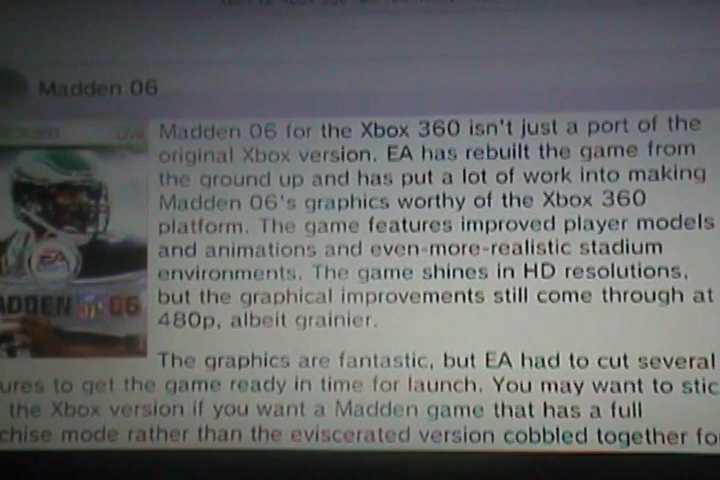 Madden 06
Madden 06 for the Xbox 360 isn't just a port of the
original Xbox version. EA has rebuilt the game from
the ground up and has put a lot of work into making
Madden 06's graphics worthy of the Xbox 360
platform. The game features improved player models
and animations and even-more-realistic stadium
environments. The game shines in HD resolutions,
but the graphical improvements still come through at
480p, albeit grainier.
EA
ADDEN 06
The graphics are fantastic, but EA had to cut several
ures to get the game ready in time for launch. You may want to stic
the Xbox version if you want a Madden game that has a full
chise mode rather than the eviscerated version cobbled together fo